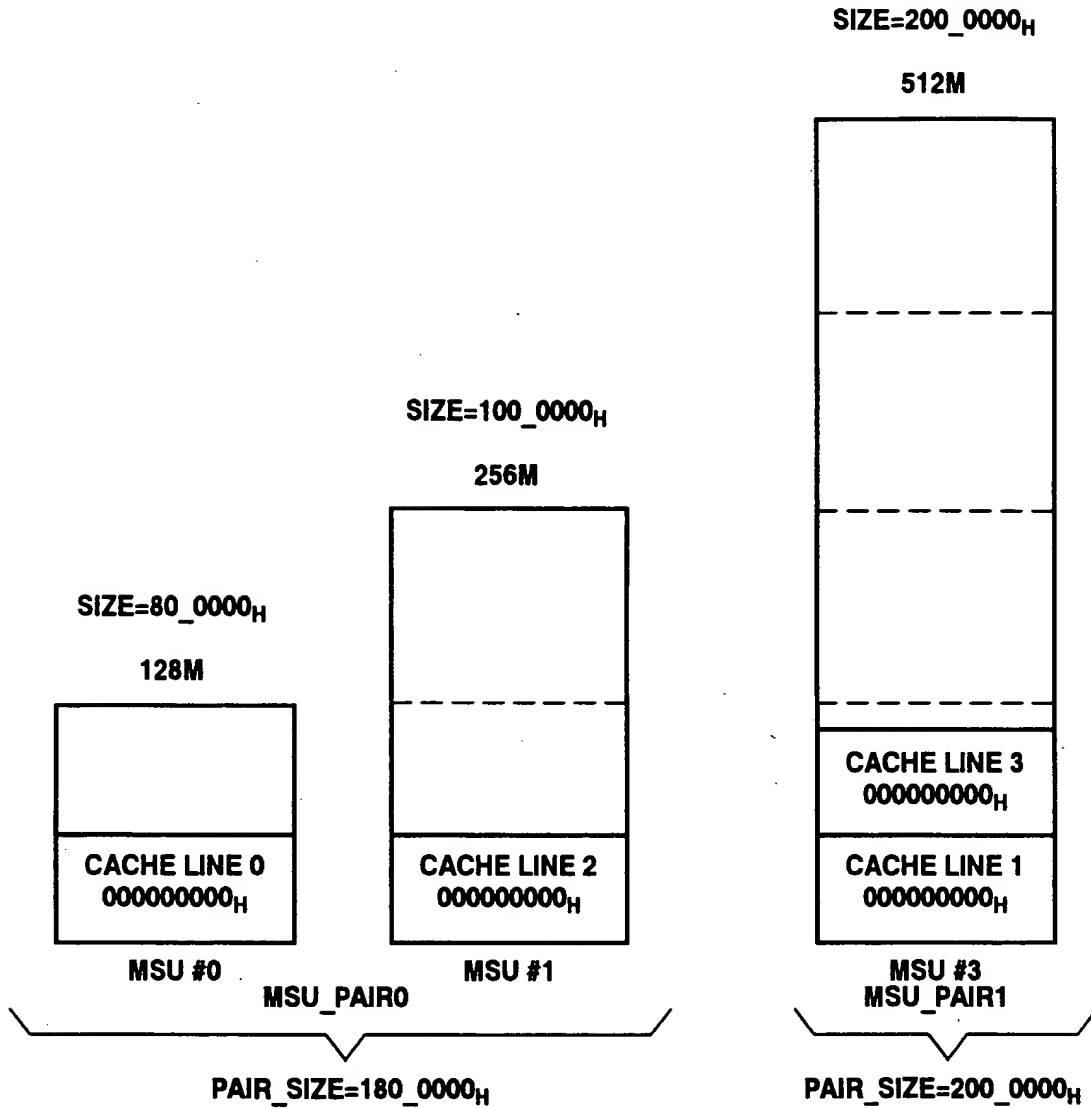 SIZE=200_0000H
512M
SIZE=100_0000H
256M
SIZE=80_0000H
128M
CACHE LINE 3
000000000H
CACHE LINE 0
000000000H
CACHE LINE 2
000000000H
CACHE LINE 1
000000000H
MSU #0
MSU #1
MSU #3
MSU_PAIR0
MSU_PAIR1
PAIR_SIZE=180_0000H
PAIR_SIZE=200_0000H